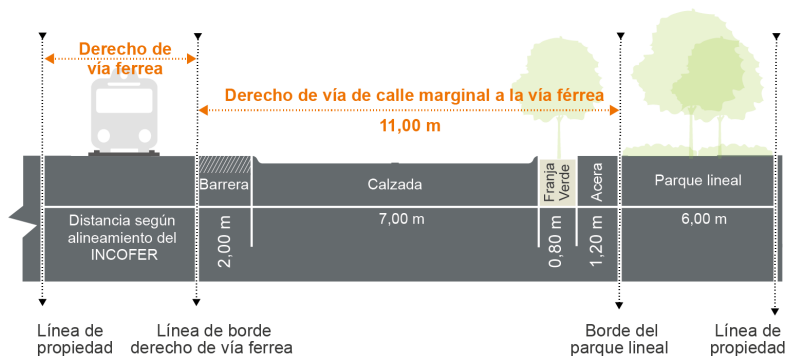 Derecho de
vía ferrea
Derecho de vía de calle marginal a la vía férrea
11,00 m
Barrera
Calzada
Franja
Verde
Acera
Parque lineal
Distancia según
alineamiento del
INCOFER
2,00 m
7,00 m
0,80 m
1,20 m
6,00 m
Línea de
propiedad
Línea de borde
derecho de vía ferrea
Borde del
parque lineal
Línea de
propiedad